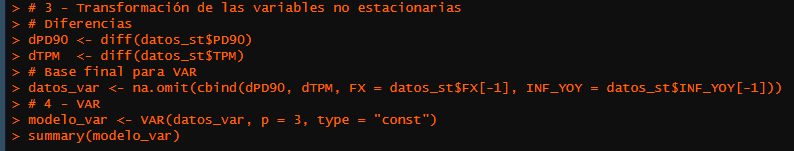 > # 3 - Transformación de las variables no estacionarias
> # Diferencias
> dPD90 <- diff(datos_st$PD90)
> dTPM  <- diff(datos_st$TPM)
> # Base final para VAR
> datos_var <- na.omit(cbind(dPD90, dTPM, FX = datos_st$FX[-1], INF_YOY = datos_st$INF_YOY[-1]))
> # 4 - VAR
> modelo_var <- VAR(datos_var, p = 3, type = "const")
> summary(modelo_var)